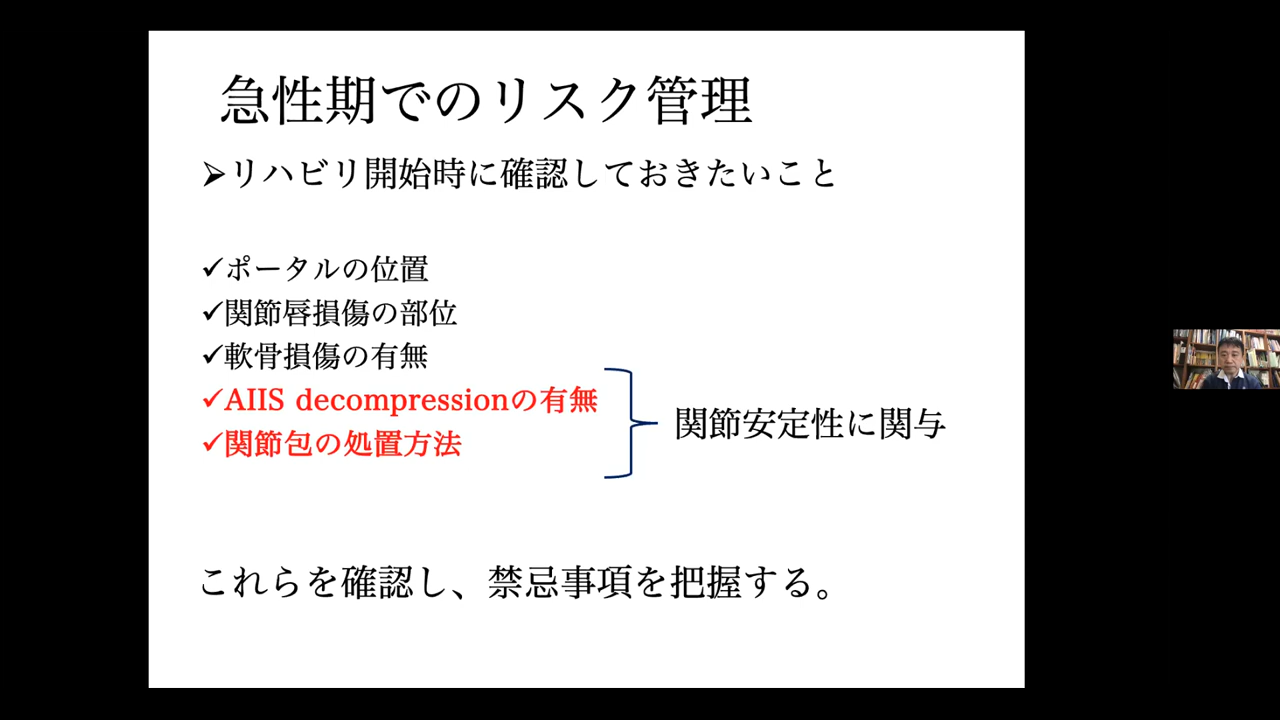 急性期でのリスク管理
➢リハビリ開始時に確認しておきたいこと
✓ポータルの位置
✓関節唇損傷の部位
✓軟骨損傷の有無
✓AIIS decompressionの有無
✓関節包の処置方法
関節安定性に関与
これらを確認し、禁忌事項を把握する。